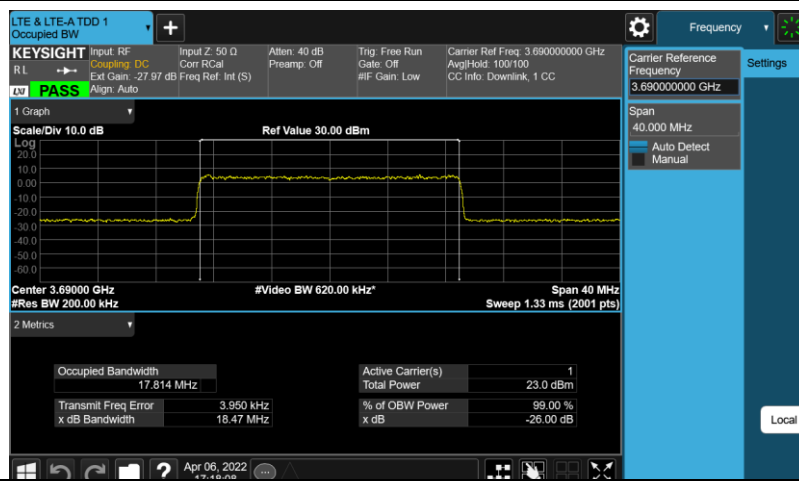 LTE & LTE-A TDD 1
Occupied BW
Frequency
KEYSIGHT
RL
LXI PASS
Input: RF
Coupling: DC
Ext Gain: -27.97 dB
Align: Auto
Input Z: 50 Ω
Corr RCal
Freq Ref: Int (S)
Atten: 40 dB
Preamp: Off
Trig: Free Run
Gate: Off
#IF Gain: Low
Carrier Ref Freq: 3.690000000 GHz
Avg|Hold: 100/100
CC Info: Downlink, 1 CC
Carrier Reference
Frequency
3.690000000 GHz
Settings
Span
40.000 MHz
Auto Detect
Manual
1 Graph
Scale/Div 10.0 dB
Ref Value 30.00 dBm
Log
20.0
10.0
0.00
-10.0
-20.0
-30.0
-40.0
-50.0
-60.0
Center 3.69000 GHz
#Video BW 620.00 kHz*
Span 40 MHz
#Res BW 200.00 kHz
Sweep 1.33 ms (2001 pts)
2 Metrics
Occupied Bandwidth
17.814 MHz
Active Carrier(s) 1
Total Power 23.0 dBm
Transmit Freq Error 3.950 kHz
x dB Bandwidth 18.47 MHz
% of OBW Power 99.00 %
x dB -26.00 dB
Local
?
Apr 06, 2022
17:18:08